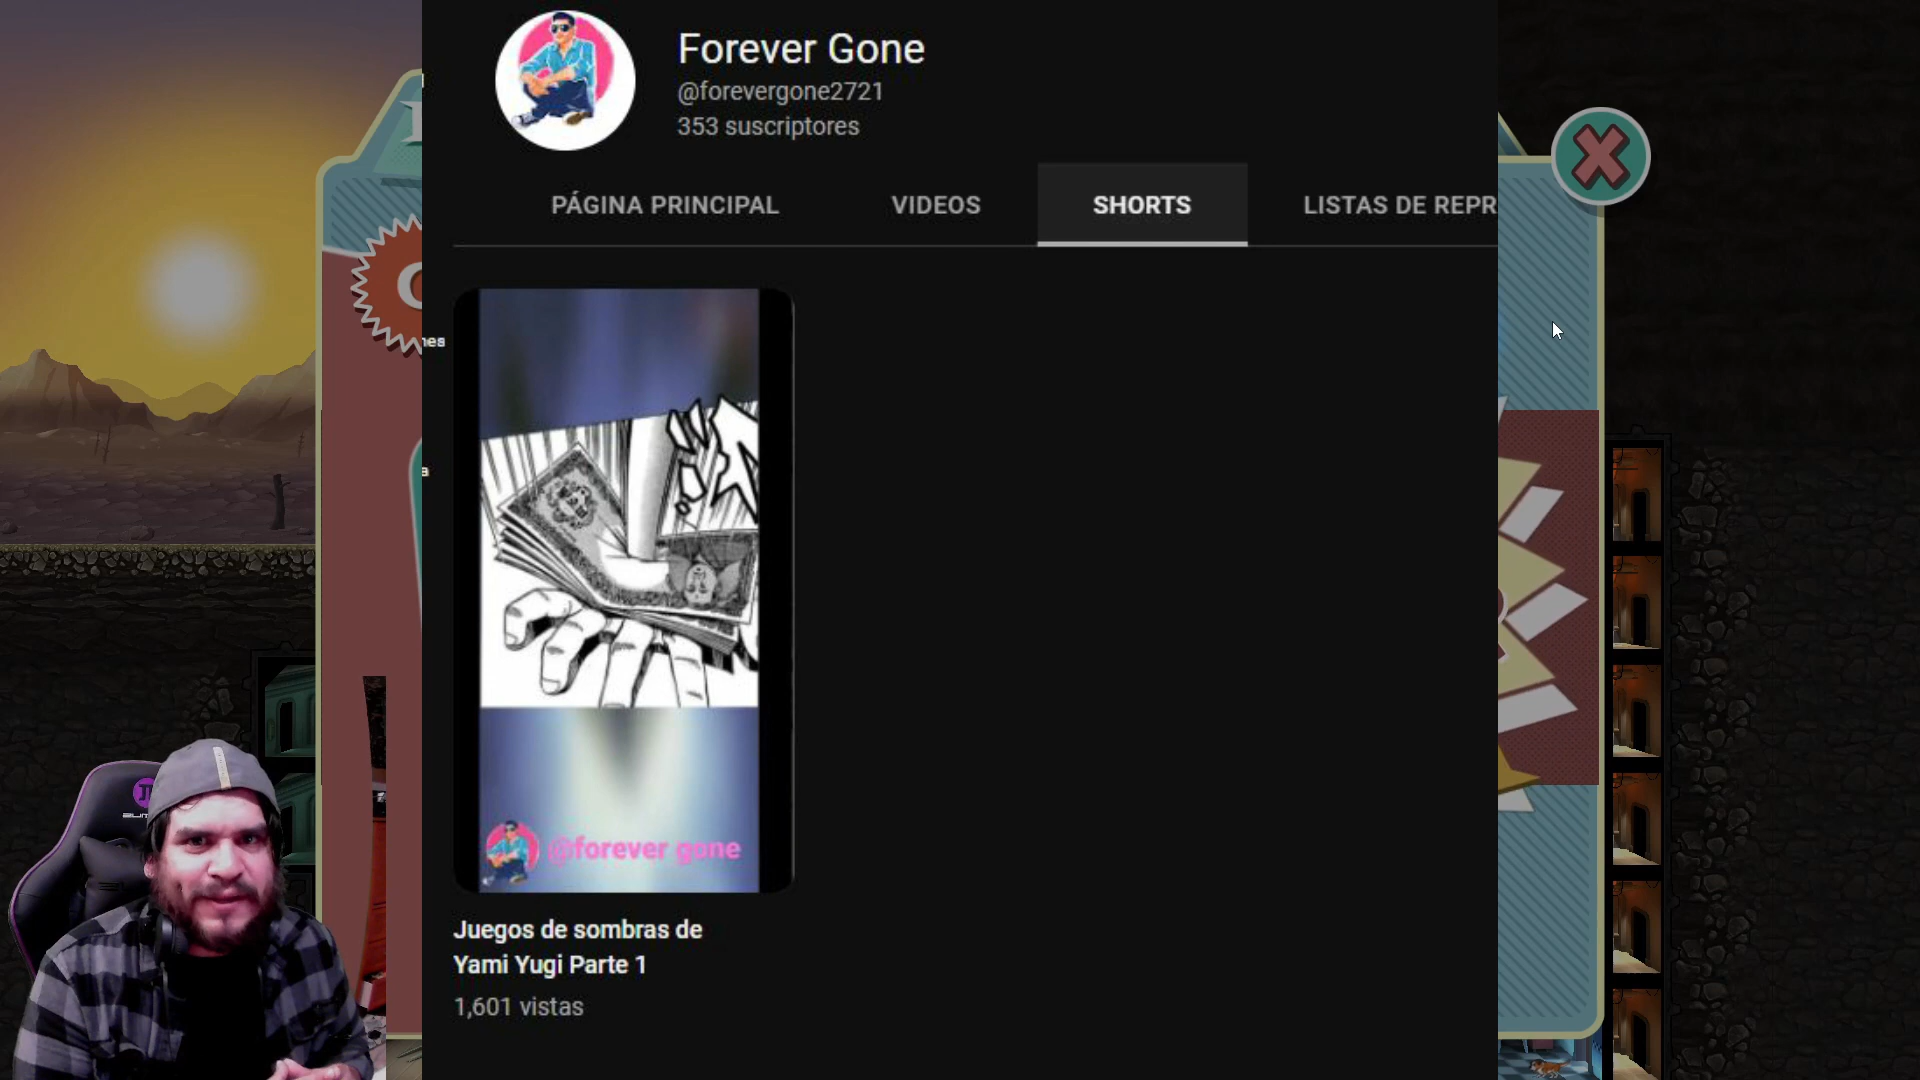 Forever Gone
@forevergone2721
353 suscriptores
PÁGINA PRINCIPAL
VIDEOS
SHORTS
LISTAS DE REPR
nes
a
@forever gone
Juegos de sombras de
Yami Yugi Parte 1
1,601 vistas